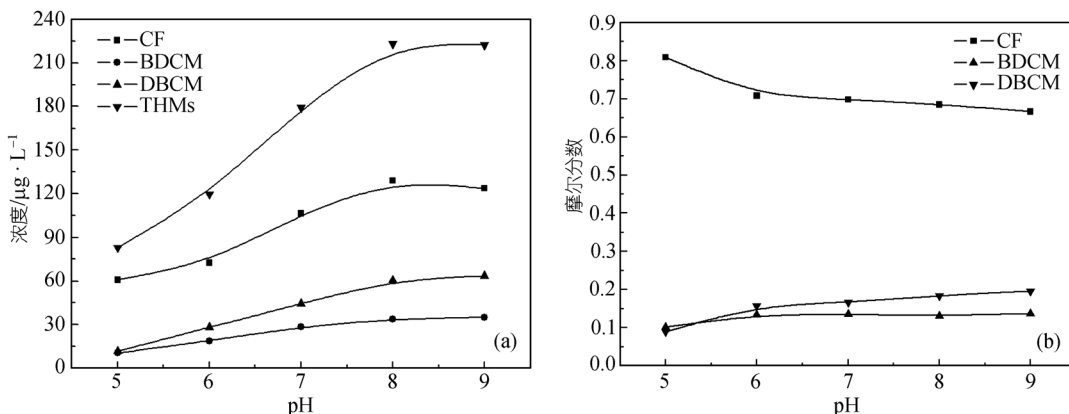 240
210
180
150
120
90
60
30
0
浓度/μg · L⁻¹
CF
BDCM
DBCM
THMs
5 6 7 8 9
pH
(a)
0.9
0.8
0.7
0.6
0.5
0.4
0.3
0.2
0.1
0.0
摩尔分数
CF
BDCM
DBCM
5 6 7 8 9
pH
(b)